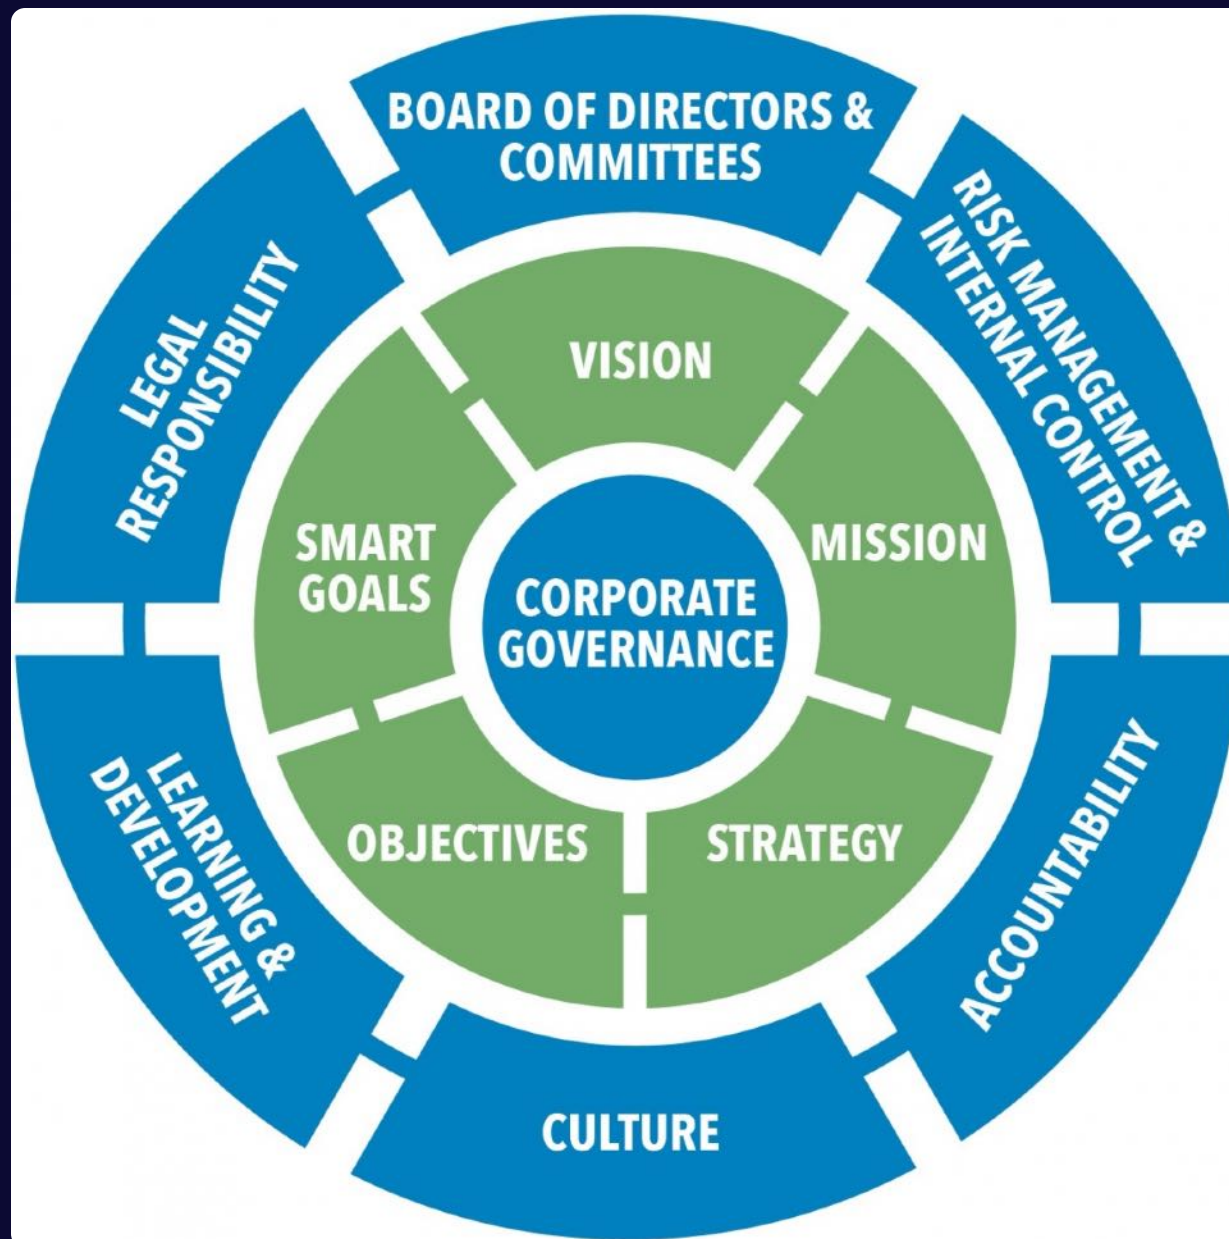 BOARD OF DIRECTORS &
COMMITTEES
RISK MANAGEMENT &
INTERNAL CONTROL
LEGAL
RESPONSIBILITY
VISION
SMART
GOALS
MISSION
CORPORATE
GOVERNANCE
OBJECTIVES
STRATEGY
LEARNING &
DEVELOPMENT
ACCOUNTABILITY
CULTURE